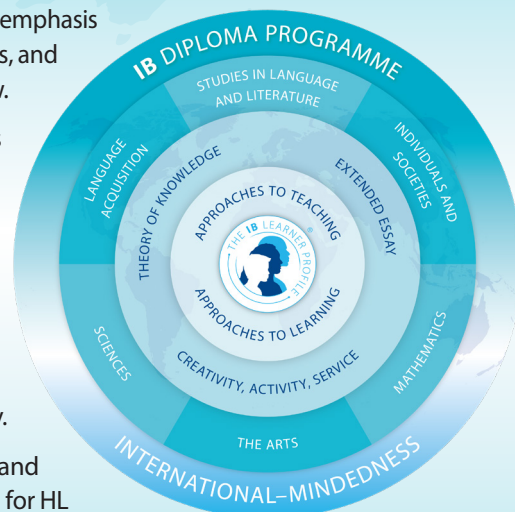 emphasis
s, and
y.
s
y.
and
for HL
IB DIPLOMA PROGRAMME
STUDIES IN LANGUAGE
AND LITERATURE
LANGUAGE
ACQUISITION
INDIVIDUALS AND
SOCIETIES
SCIENCES
MATHEMATICS
THE ARTS
THEORY OF KNOWLEDGE
EXTENDED ESSAY
CREATIVITY, ACTIVITY, SERVICE
APPROACHES TO TEACHING
APPROACHES TO LEARNING
THE IB LEARNER PROFILE
®
INTERNATIONAL–MINDEDNESS